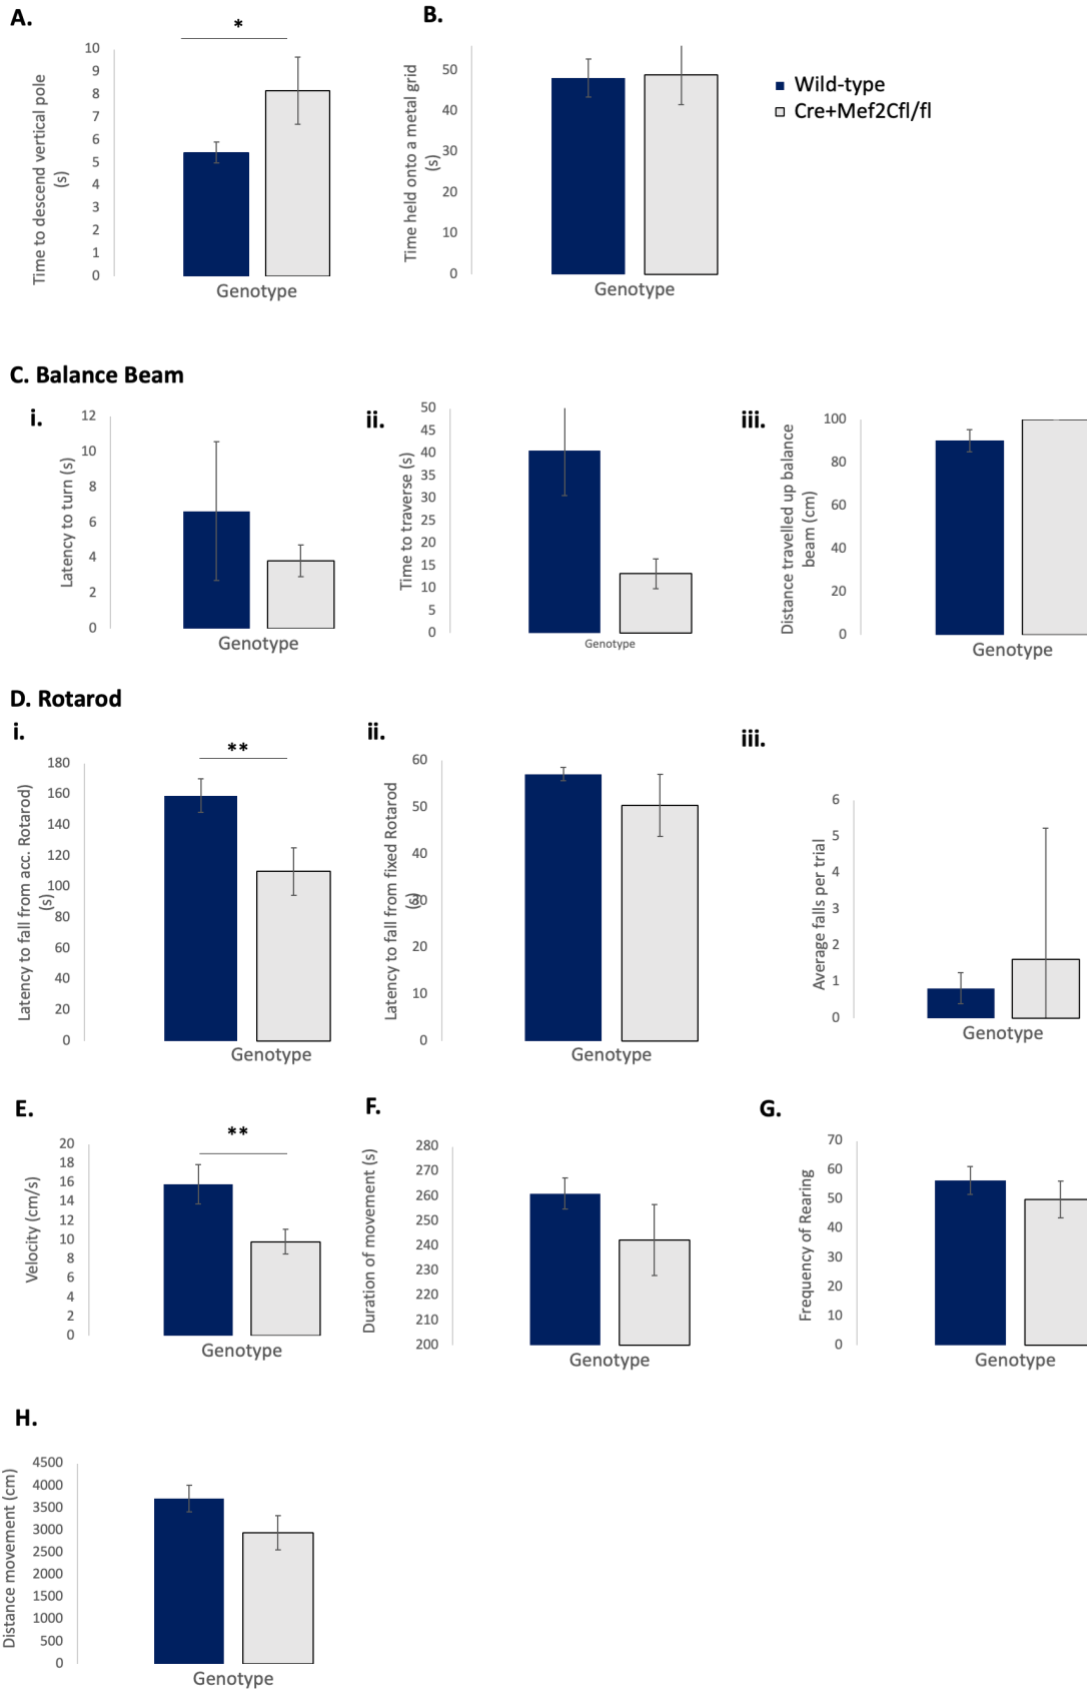 A.
*
10
9
8
7
6
5
4
3
2
1
0
Time to descend vertical pole
(s)
Genotype
B.
50
40
30
20
10
0
Time held onto a metal grid
(s)
Genotype
Wild-type
Cre+Mef2Cfl/fl
C. Balance Beam
i.
12
10
8
6
4
2
0
Latency to turn (s)
Genotype
ii.
50
45
40
35
30
25
20
15
10
5
0
Time to traverse (s)
Genotype
iii.
100
80
60
40
20
0
Distance travelled up balance
beam (cm)
Genotype
D. Rotarod
i.
**
180
160
140
120
100
80
60
40
20
0
Latency to fall from acc. Rotarod)
(s)
Genotype
ii.
60
50
40
30
20
10
0
Latency to fall from fixed Rotarod
(s)
Genotype
iii.
6
5
4
3
2
1
0
Average falls per trial
Genotype
E.
**
20
18
16
14
12
10
8
6
4
2
0
Velocity (cm/s)
Genotype
F.
280
270
260
250
240
230
220
210
200
Duration of movement (s)
Genotype
G.
70
60
50
40
30
20
10
0
Frequency of Rearing
Genotype
H.
4500
4000
3500
3000
2500
2000
1500
1000
500
0
Distance movement (cm)
Genotype